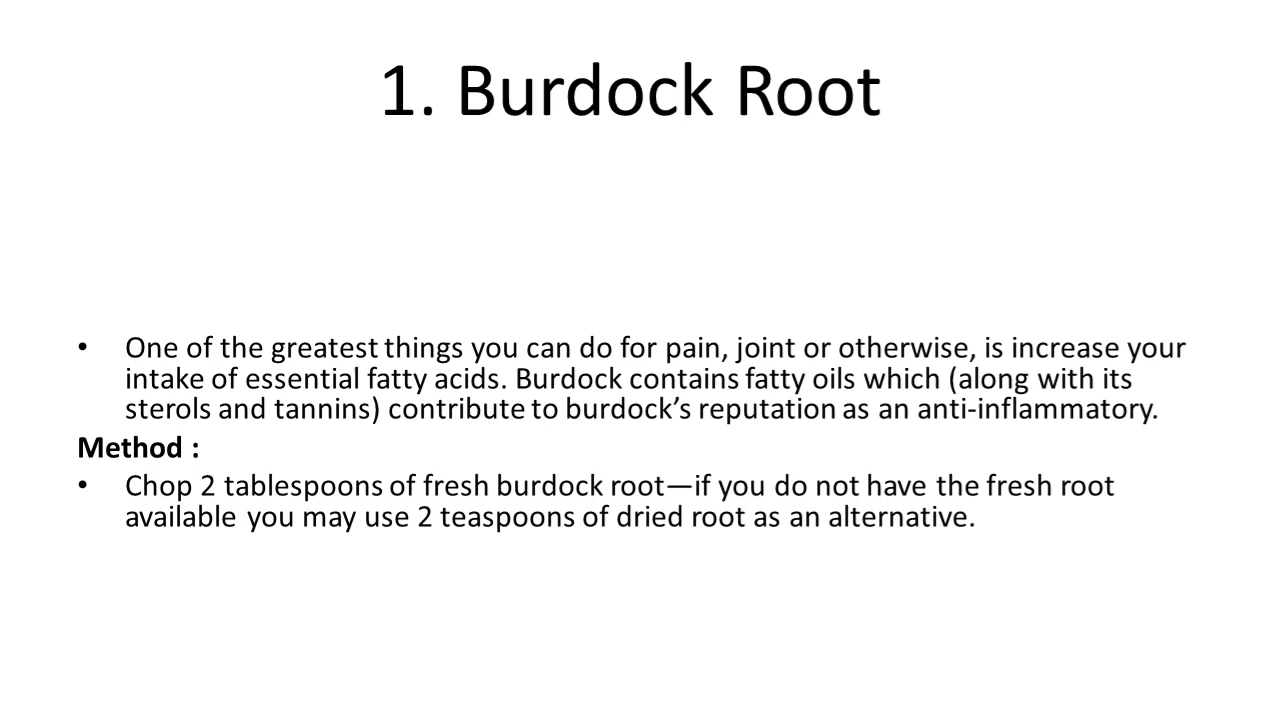 1. Burdock Root
• One of the greatest things you can do for pain, joint or otherwise, is increase your
intake of essential fatty acids. Burdock contains fatty oils which (along with its
sterols and tannins) contribute to burdock’s reputation as an anti-inflammatory.
Method :
• Chop 2 tablespoons of fresh burdock root—if you do not have the fresh root
available you may use 2 teaspoons of dried root as an alternative.